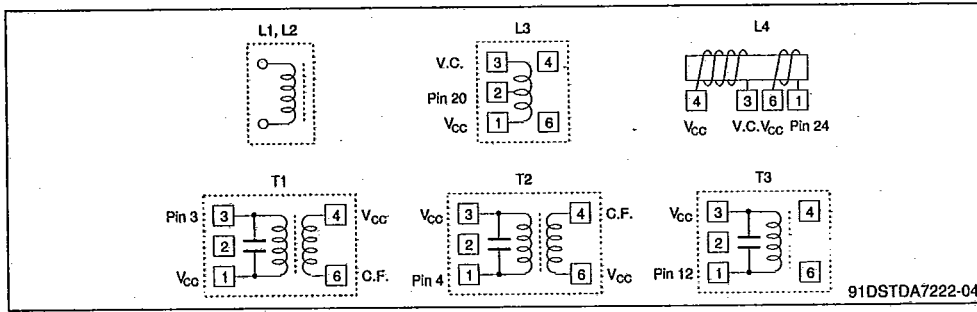 L1, L2
L3
L4
V.C. 3 4
Pin 20 2
VCC 1 6
4 3 6 1
VCC V.C. VCC Pin 24
T1
T2
T3
Pin 3 3 4 VCC
2
VCC 1 6 C.F.
VCC 3 4 C.F.
2
Pin 4 1 6 VCC
VCC 3 4
2
Pin 12 1 6
91DSTDA7222-04